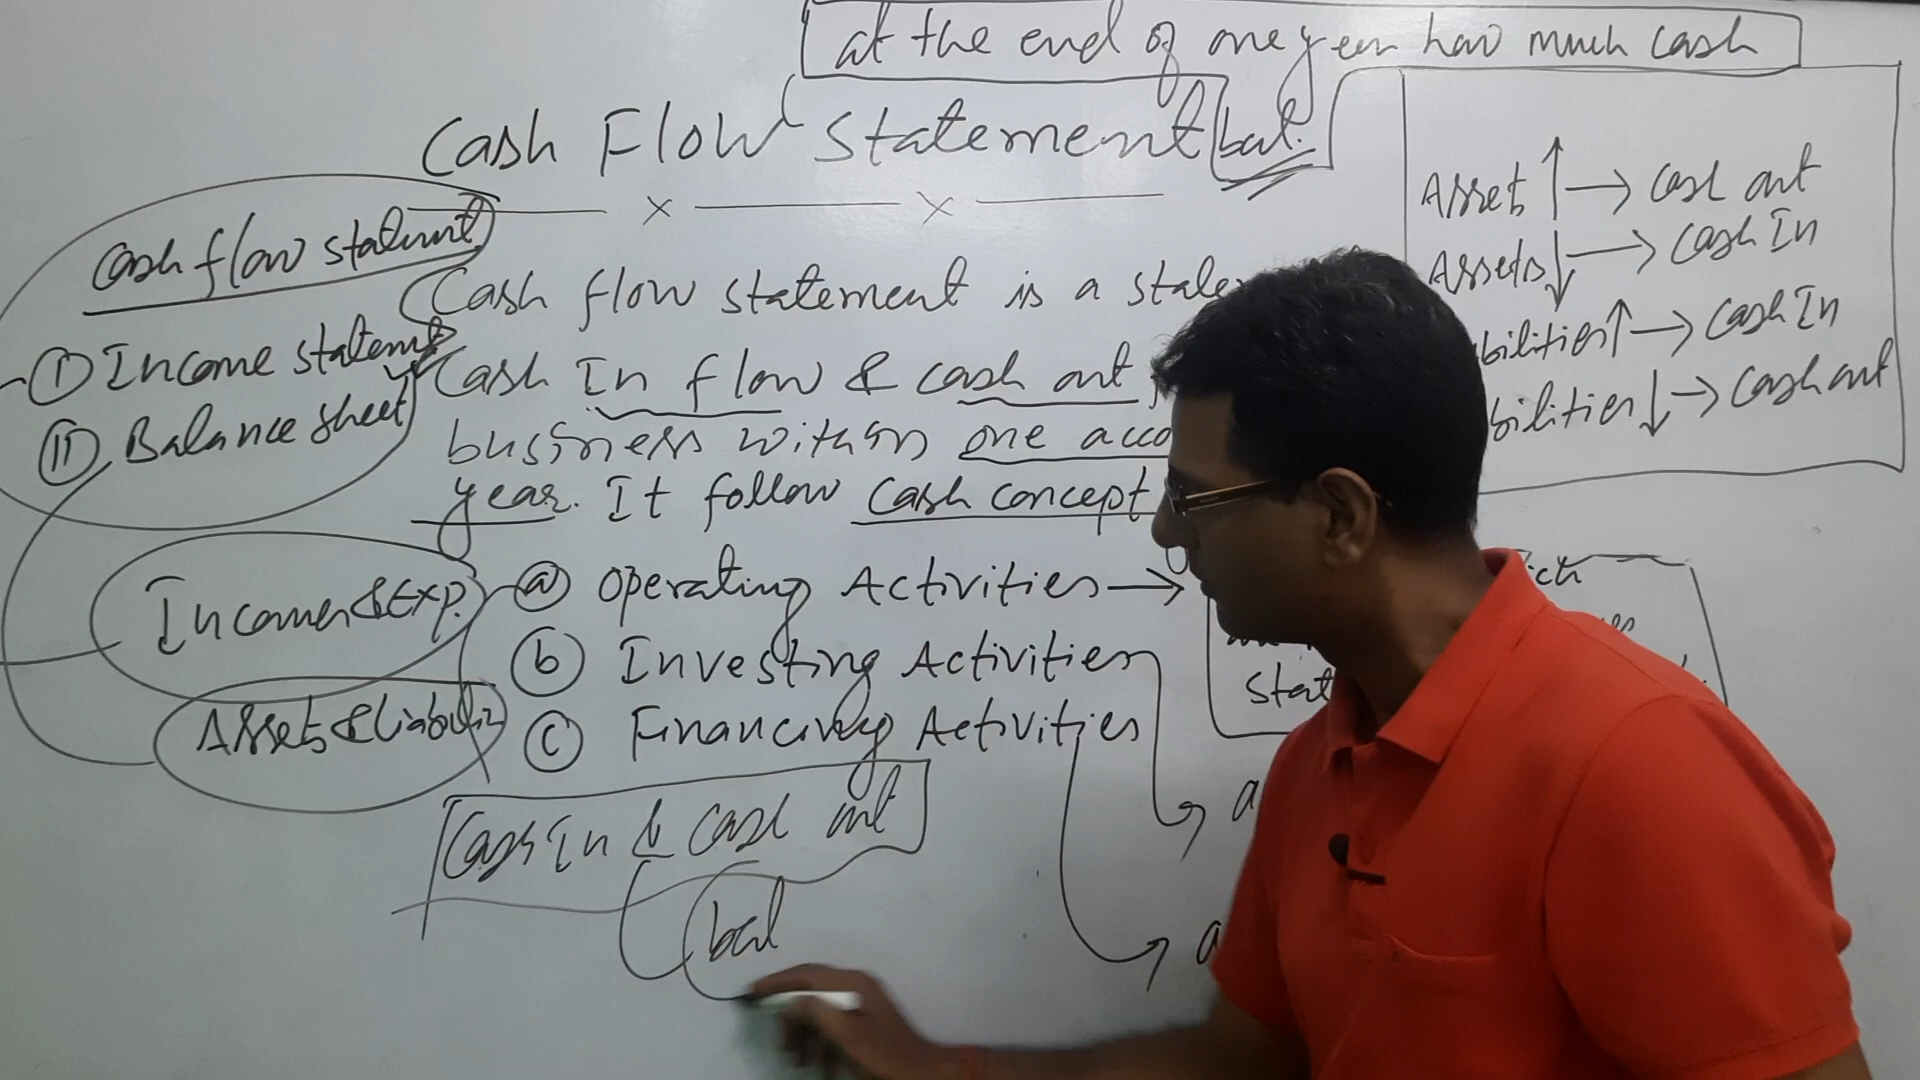 at the end of one year how much cash
bal.
Cash Flow Statement
Asset ↑ → Cash out
Assets ↓ → Cash In
bilities ↑ → Cash In
bilities ↓ → Cash out
Cash flow statement
I Income statement
II Balance sheet
Cash flow statement is a state
Cash In flow & cash out
business within one acco
year. It follow Cash concept
Income & Exp.
Assets & Liabiliti
a Operating Activities →
b Investing Activities
c Financing Activities
ich
Stat
a
a
Cash In & Cash out
bal